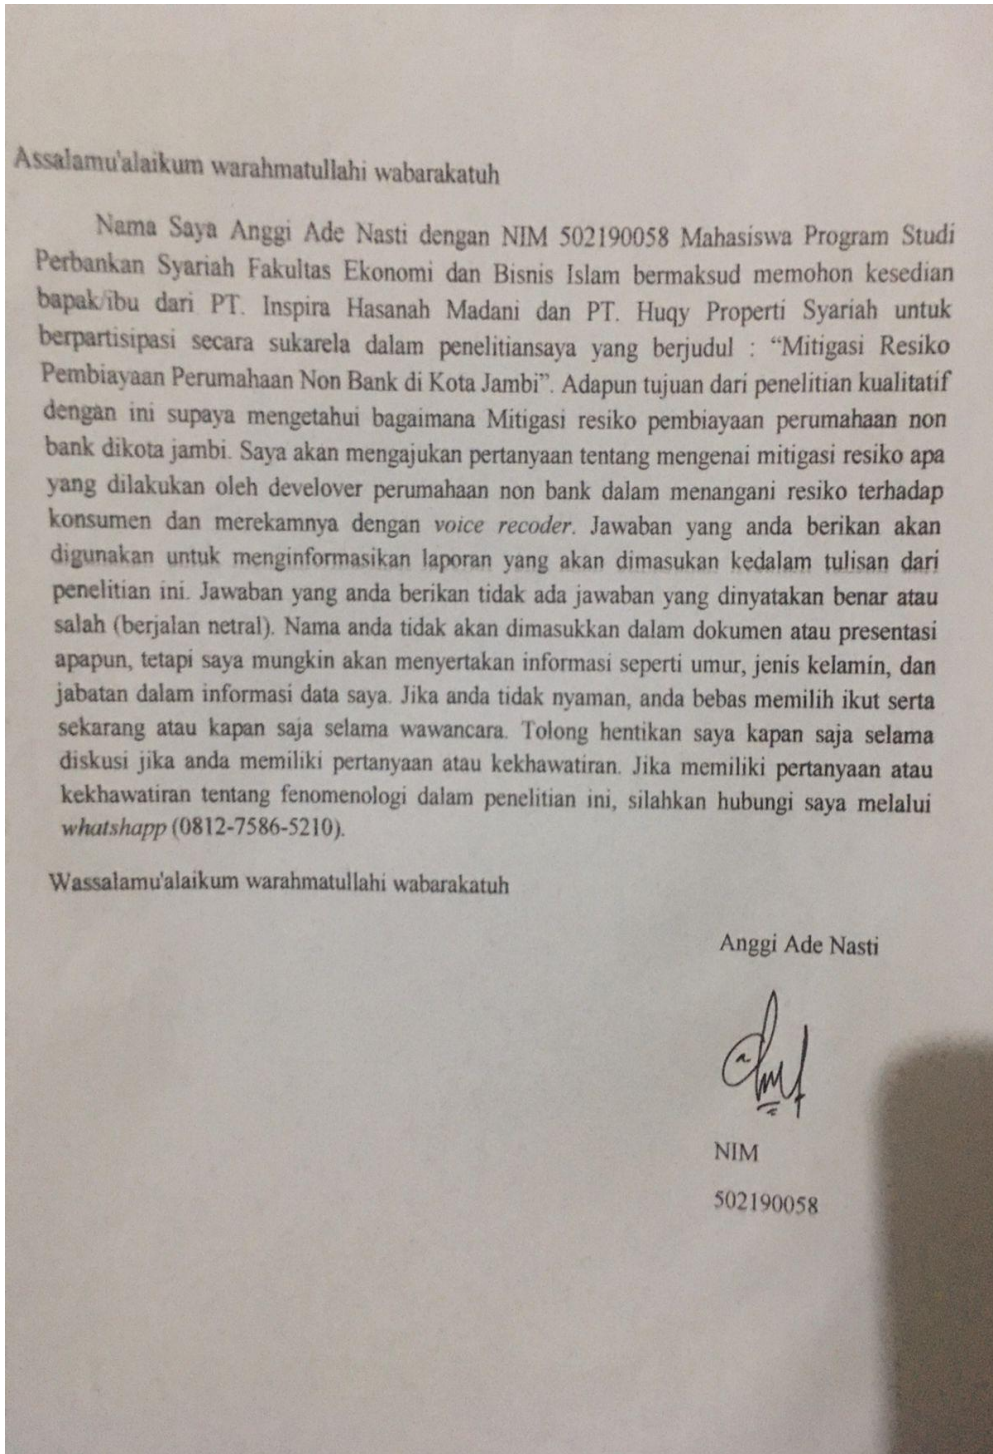 Assalamu'alaikum warahmatullahi wabarakatuh
Nama Saya Anggi Ade Nasti dengan NIM 502190058 Mahasiswa Program Studi
Perbankan Syariah Fakultas Ekonomi dan Bisnis Islam bermaksud memohon kesedian
bapak/ibu dari PT. Inspira Hasanah Madani dan PT. Huqy Properti Syariah untuk
berpartisipasi secara sukarela dalam penelitiansaya yang berjudul : “Mitigasi Resiko
Pembiayaan Perumahaan Non Bank di Kota Jambi”. Adapun tujuan dari penelitian kualitatif
dengan ini supaya mengetahui bagaimana Mitigasi resiko pembiayaan perumahaan non
bank dikota jambi. Saya akan mengajukan pertanyaan tentang mengenai mitigasi resiko apa
yang dilakukan oleh develover perumahaan non bank dalam menangani resiko terhadap
konsumen dan merekamnya dengan voice recoder. Jawaban yang anda berikan akan
digunakan untuk menginformasikan laporan yang akan dimasukan kedalam tulisan dari
penelitian ini. Jawaban yang anda berikan tidak ada jawaban yang dinyatakan benar atau
salah (berjalan netral). Nama anda tidak akan dimasukkan dalam dokumen atau presentasi
apapun, tetapi saya mungkin akan menyertakan informasi seperti umur, jenis kelamin, dan
jabatan dalam informasi data saya. Jika anda tidak nyaman, anda bebas memilih ikut serta
sekarang atau kapan saja selama wawancara. Tolong hentikan saya kapan saja selama
diskusi jika anda memiliki pertanyaan atau kekhawatiran. Jika memiliki pertanyaan atau
kekhawatiran tentang fenomenologi dalam penelitian ini, silahkan hubungi saya melalui
whatshapp (0812-7586-5210).
Wassalamu'alaikum warahmatullahi wabarakatuh
Anggi Ade Nasti
NIM
502190058